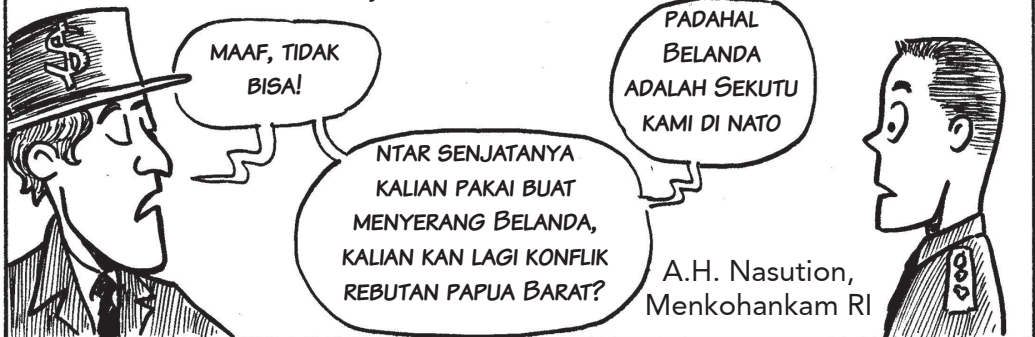 MAAF, TIDAK
BISA!
NTAR SENJATANYA
KALIAN PAKAI BUAT
MENYERANG BELANDA,
KALIAN KAN LAGI KONFLIK
REBUTAN PAPUA BARAT?
PADAHAL
BELANDA
ADALAH SEKUTU
KAMI DI NATO
A.H. Nasution,
Menkohankam RI
$